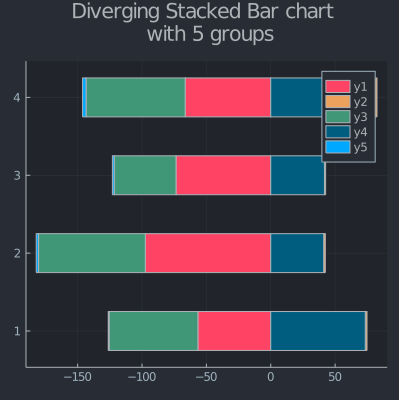 Diverging Stacked Bar chart
with 5 groups
y1
y2
y3
y4
y5
4
3
2
1
−150 −100 −50 0 50